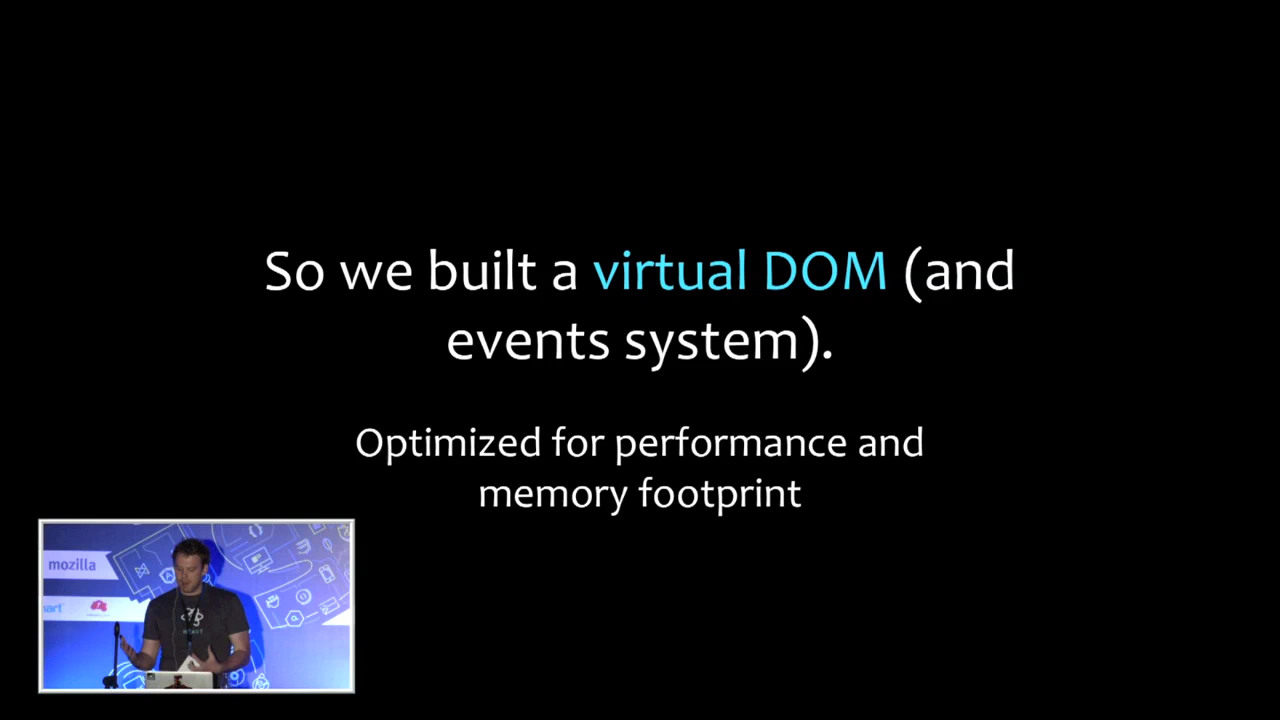 So we built a virtual DOM (and
events system).
Optimized for performance and
memory footprint
mozilla